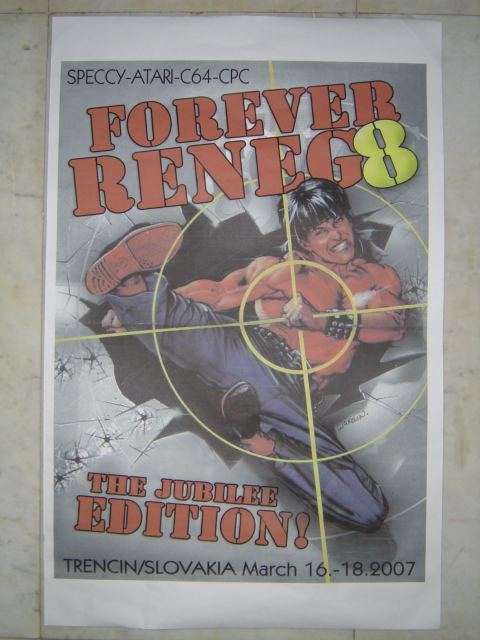 SPECCY-ATARI-C64-CPC
FOREVER
RENEG8
THE JUBILEE
EDITION!
TRENCIN/SLOVAKIA March 16.-18.2007